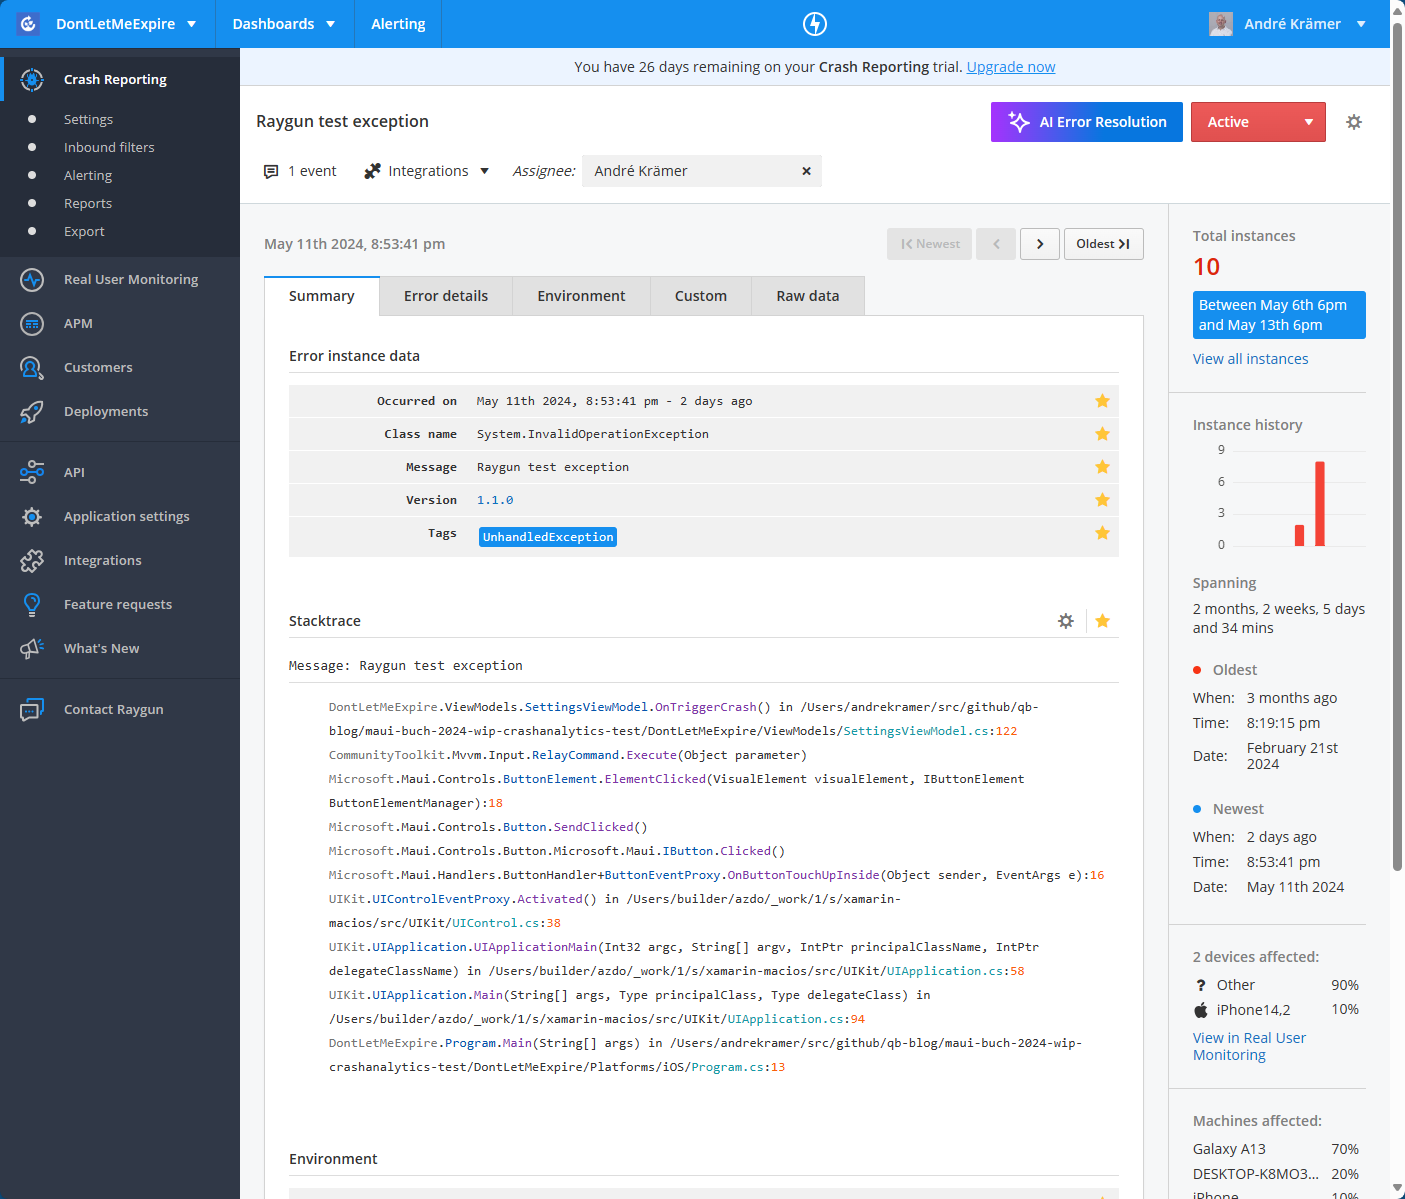 DontLetMeExpire
Dashboards
Alerting
André Krämer
Crash Reporting
Settings
Inbound filters
Alerting
Reports
Export
Real User Monitoring
APM
Customers
Deployments
API
Application settings
Integrations
Feature requests
What's New
Contact Raygun
You have 26 days remaining on your Crash Reporting trial. Upgrade now
Raygun test exception
AI Error Resolution
Active
1 event
Integrations
Assignee:
André Krämer
May 11th 2024, 8:53:41 pm
Newest
Oldest
Summary
Error details
Environment
Custom
Raw data
Error instance data
Occurred on May 11th 2024, 8:53:41 pm - 2 days ago
Class name System.InvalidOperationException
Message Raygun test exception
Version 1.1.0
Tags UnhandledException
Stacktrace
Message: Raygun test exception
DontLetMeExpire.ViewModels.SettingsViewModel.OnTriggerCrash() in /Users/andrekramer/src/github/qb-
blog/maui-buch-2024-wip-crashanalytics-test/DontLetMeExpire/ViewModels/SettingsViewModel.cs:122
CommunityToolkit.Mvvm.Input.RelayCommand.Execute(Object parameter)
Microsoft.Maui.Controls.ButtonElement.ElementClicked(VisualElement visualElement, IButtonElement
ButtonElementManager):18
Microsoft.Maui.Controls.Button.SendClicked()
Microsoft.Maui.Controls.Button.Microsoft.Maui.IButton.Clicked()
Microsoft.Maui.Handlers.ButtonHandler+ButtonEventProxy.OnButtonTouchUpInside(Object sender, EventArgs e):16
UIKit.UIControlEventProxy.Activated() in /Users/builder/azdo/_work/1/s/xamarin-
macios/src/UIKit/UIControl.cs:38
UIKit.UIApplication.UIApplicationMain(Int32 argc, String[] argv, IntPtr principalClassName, IntPtr
delegateClassName) in /Users/builder/azdo/_work/1/s/xamarin-macios/src/UIKit/UIApplication.cs:58
UIKit.UIApplication.Main(String[] args, Type principalClass, Type delegateClass) in
/Users/builder/azdo/_work/1/s/xamarin-macios/src/UIKit/UIApplication.cs:94
DontLetMeExpire.Program.Main(String[] args) in /Users/andrekramer/src/github/qb-blog/maui-buch-2024-wip-
crashanalytics-test/DontLetMeExpire/Platforms/iOS/Program.cs:13
Environment
Total instances
10
Between May 6th 6pm
and May 13th 6pm
View all instances
Instance history
9
6
3
0
Spanning
2 months, 2 weeks, 5 days
and 34 mins
Oldest
When: 3 months ago
Time: 8:19:15 pm
Date: February 21st
2024
Newest
When: 2 days ago
Time: 8:53:41 pm
Date: May 11th 2024
2 devices affected:
? Other 90%
iPhone14,2 10%
View in Real User
Monitoring
Machines affected:
Galaxy A13 70%
DESKTOP-K8MO3... 20%
iPhone 10%